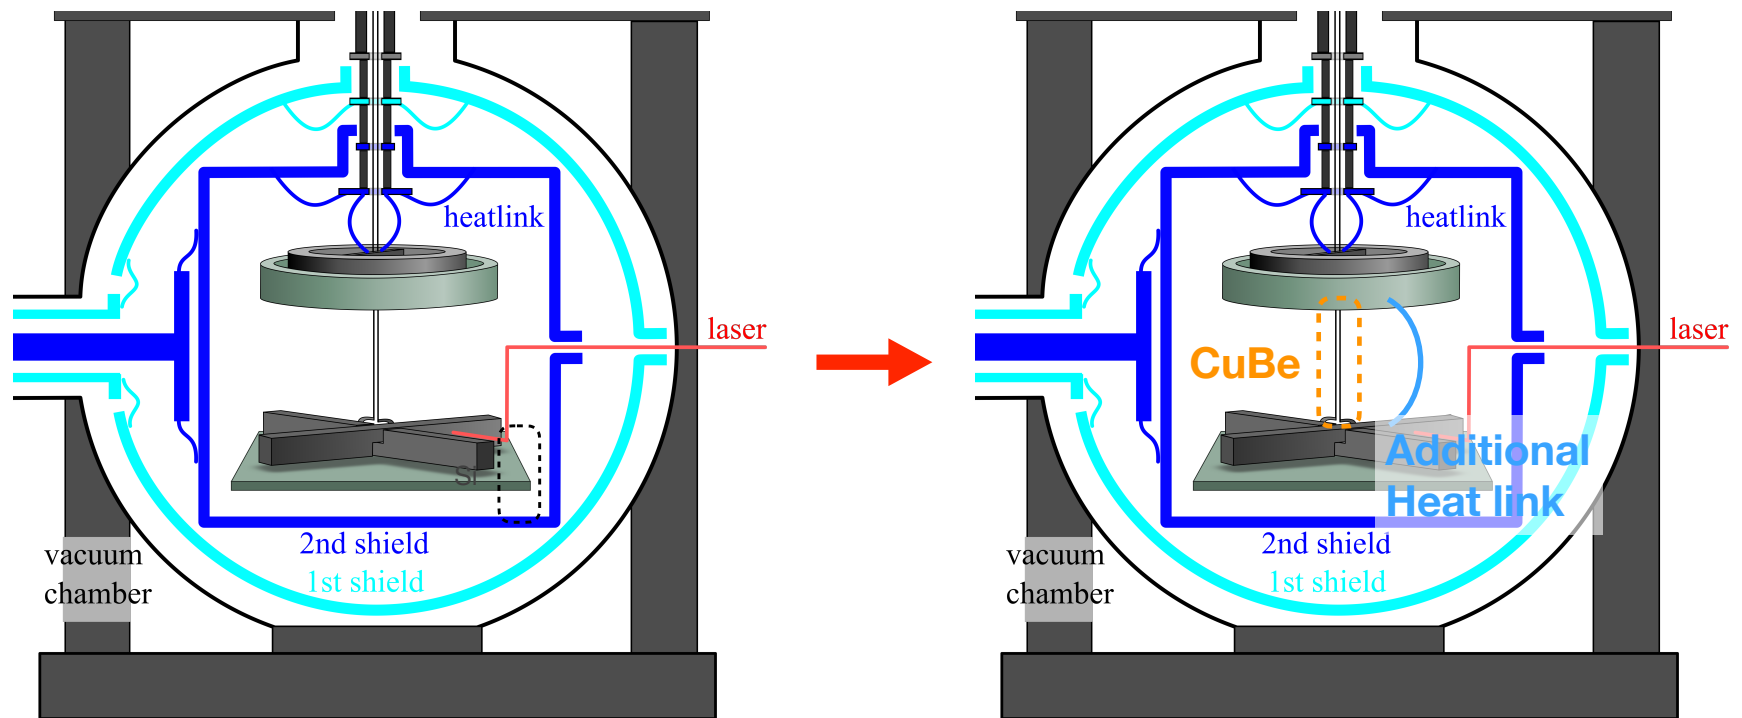 heatlink
laser
Si
2nd shield
1st shield
vacuum
chamber
heatlink
laser
CuBe
Additional
Heat link
2nd shield
1st shield
vacuum
chamber